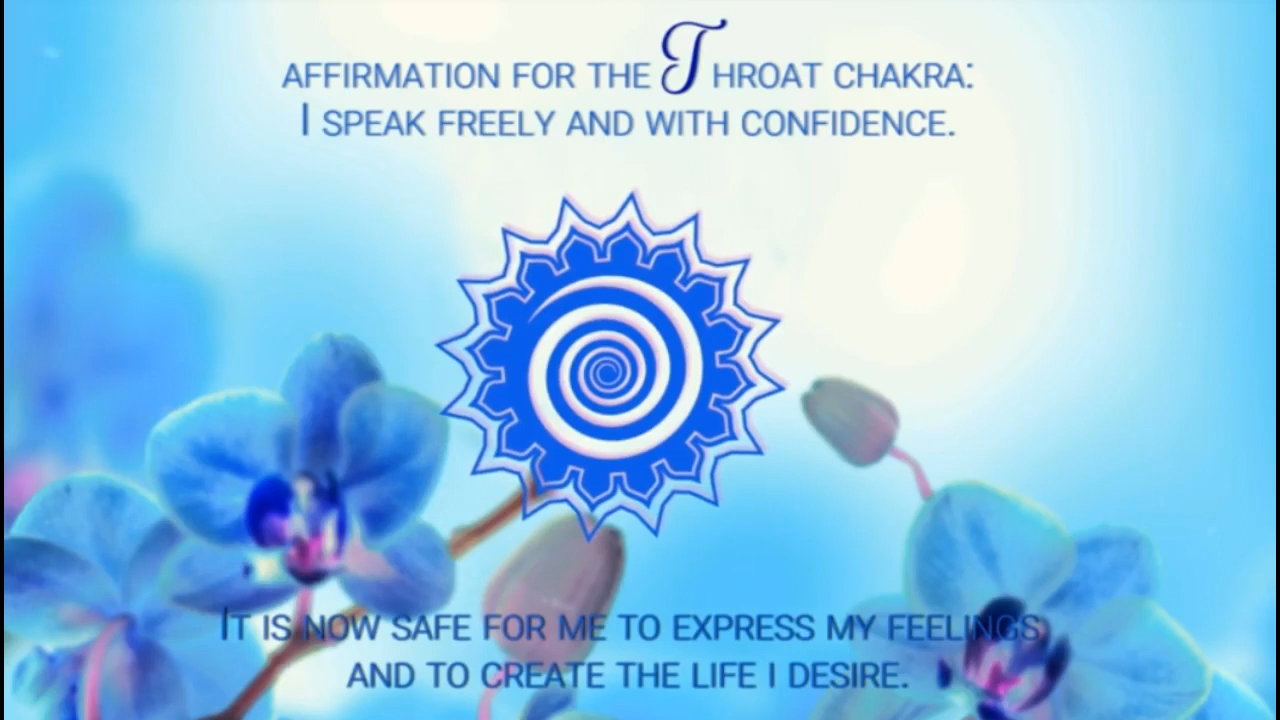 AFFIRMATION FOR THE THROAT CHAKRA:
I SPEAK FREELY AND WITH CONFIDENCE.
IT IS NOW SAFE FOR ME TO EXPRESS MY FEELINGS
AND TO CREATE THE LIFE I DESIRE.